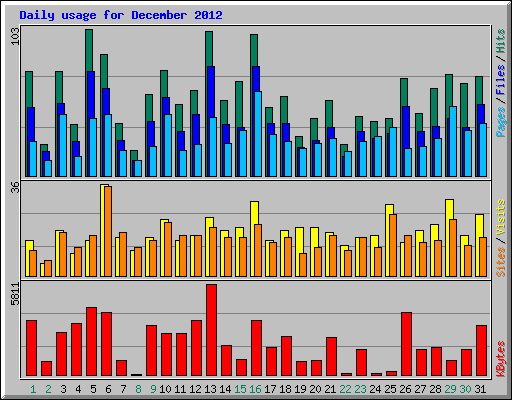 Daily usage for December 2012
103
Pages / Files / Hits
36
Sites / Visits
5811
KBytes
1 2 3 4 5 6 7 8 9 10 11 12 13 14 15 16 17 18 19 20 21 22 23 24 25 26 27 28 29 30 31